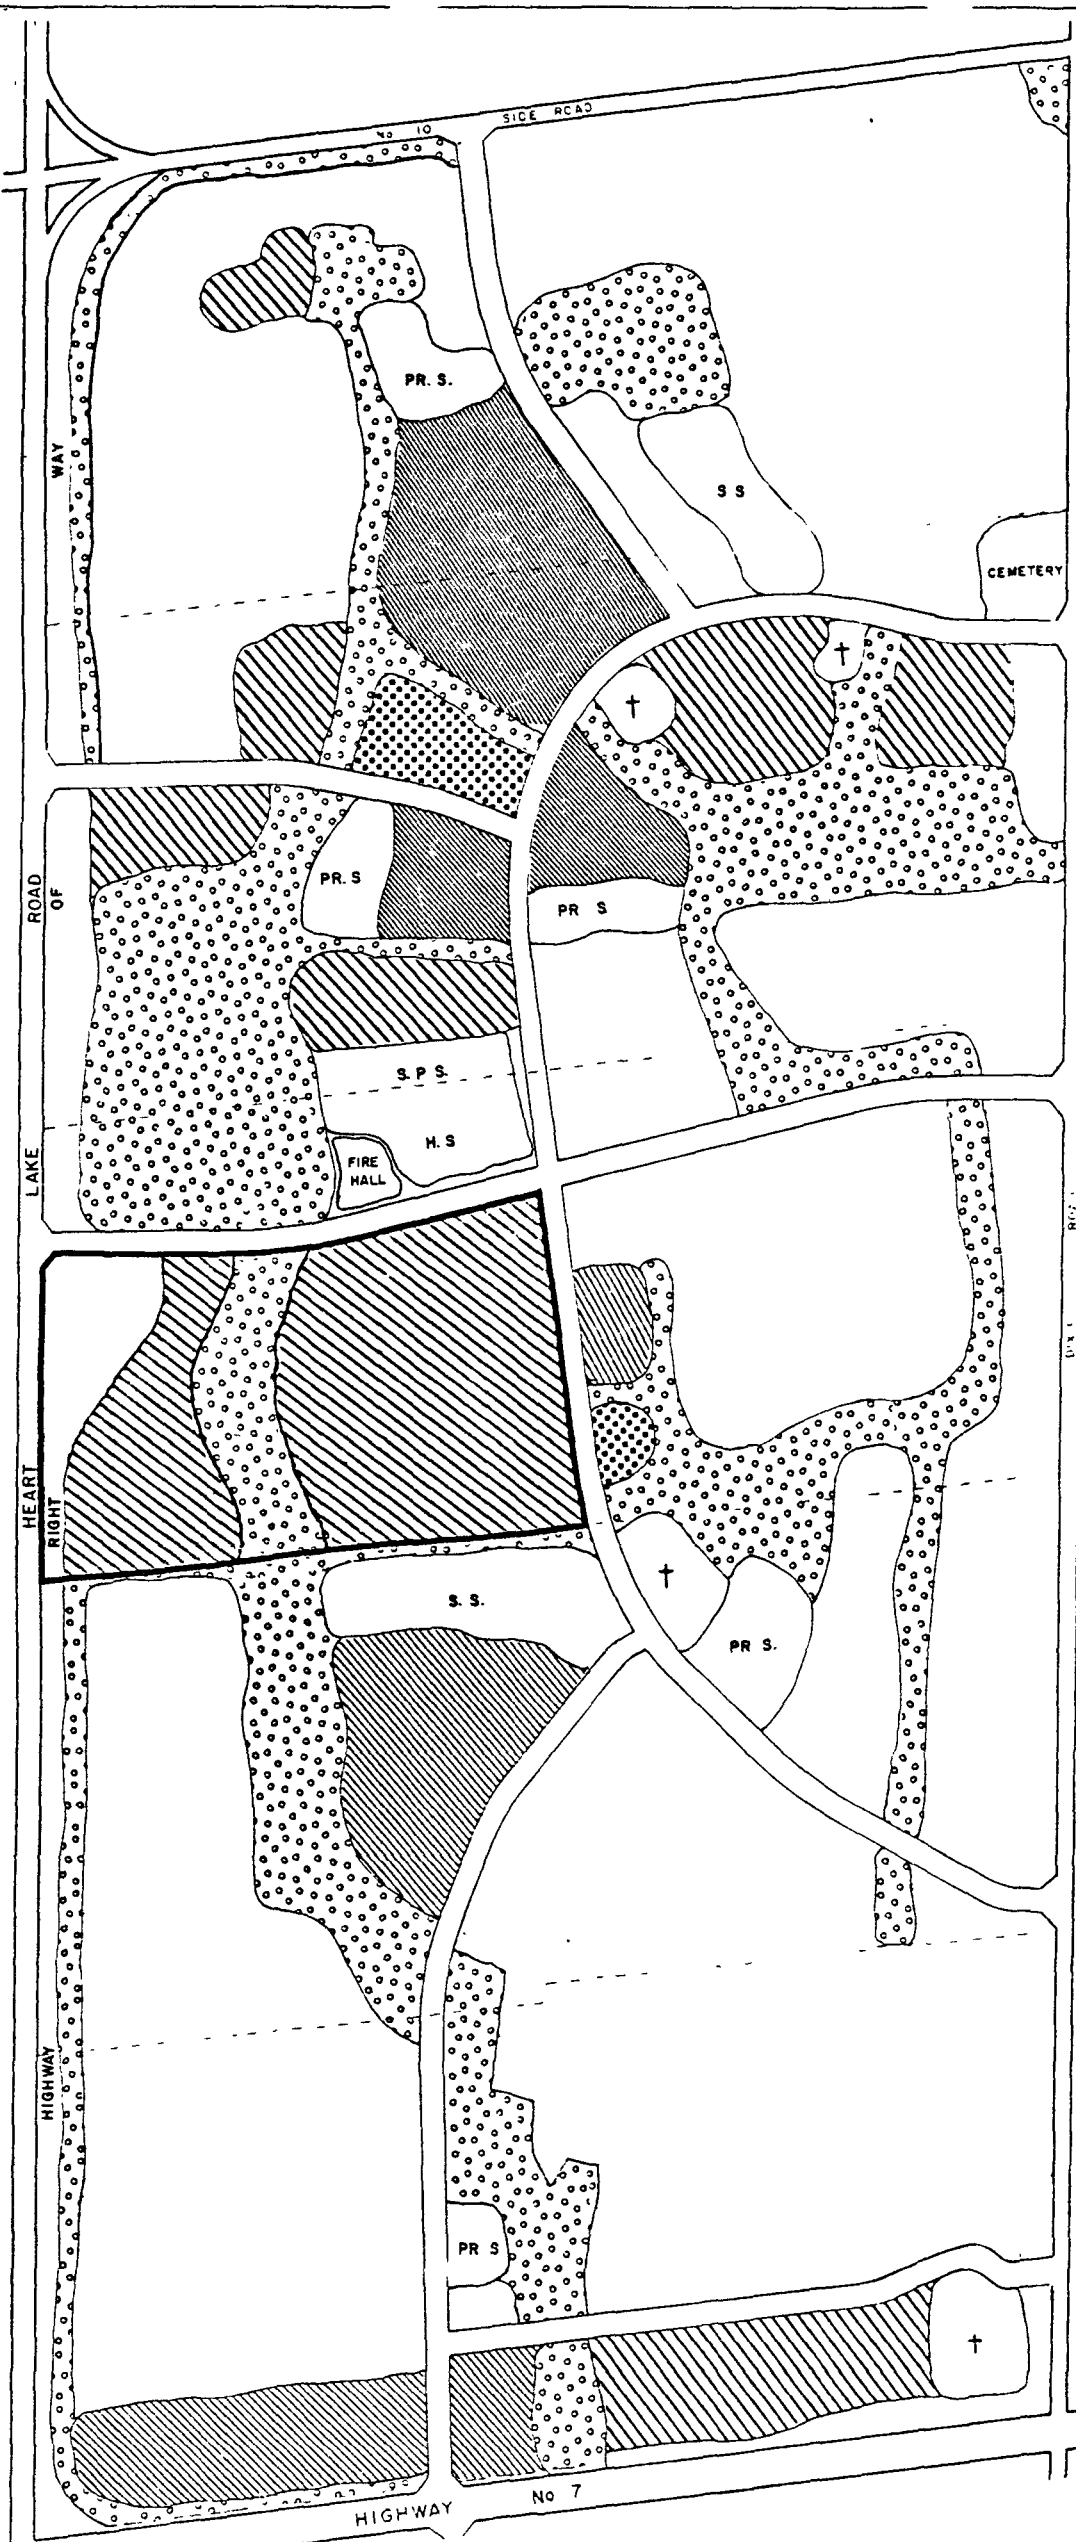 No 10
SIDE ROAD
PR. S.
WAY
S S
CEMETERY
†
†
ROAD
OF
PR. S
PR S
S. P S.
H. S
FIRE
HALL
LAKE
HEART
RIGHT
†
S. S.
PR S.
HIGHWAY
PR S
†
HIGHWAY No 7